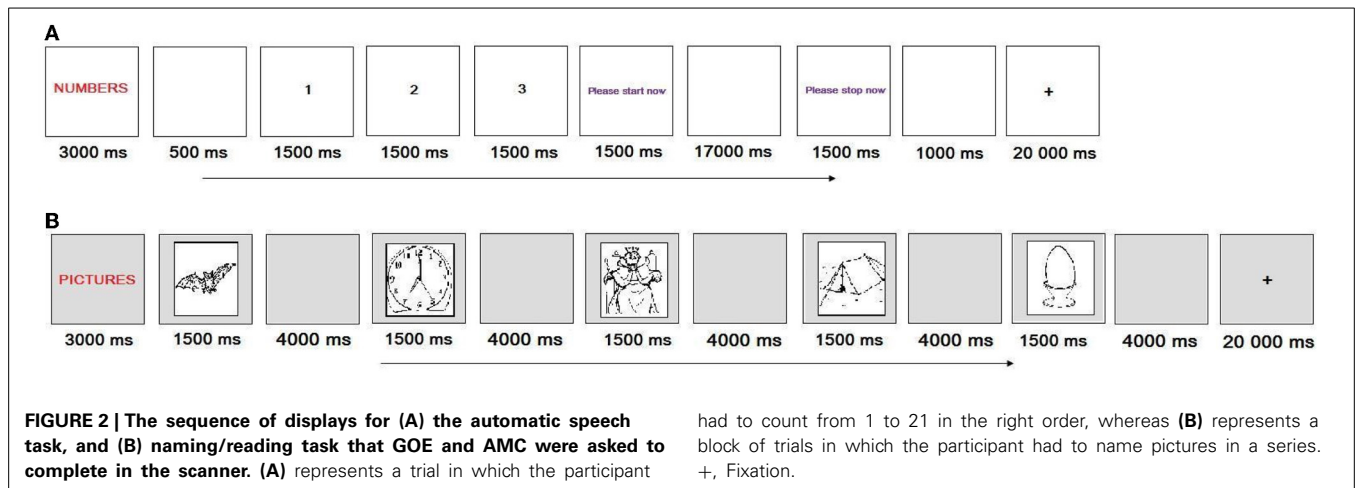 A
NUMBERS 1 2 3 Please start now Please stop now +
3000 ms 500 ms 1500 ms 1500 ms 1500 ms 1500 ms 17000 ms 1500 ms 1000 ms 20 000 ms
B
PICTURES +
3000 ms 1500 ms 4000 ms 1500 ms 4000 ms 1500 ms 4000 ms 1500 ms 4000 ms 1500 ms 4000 ms 20 000 ms
FIGURE 2 | The sequence of displays for (A) the automatic speech
task, and (B) naming/reading task that GOE and AMC were asked to
complete in the scanner. (A) represents a trial in which the participant
had to count from 1 to 21 in the right order, whereas (B) represents a
block of trials in which the participant had to name pictures in a series.
+, Fixation.